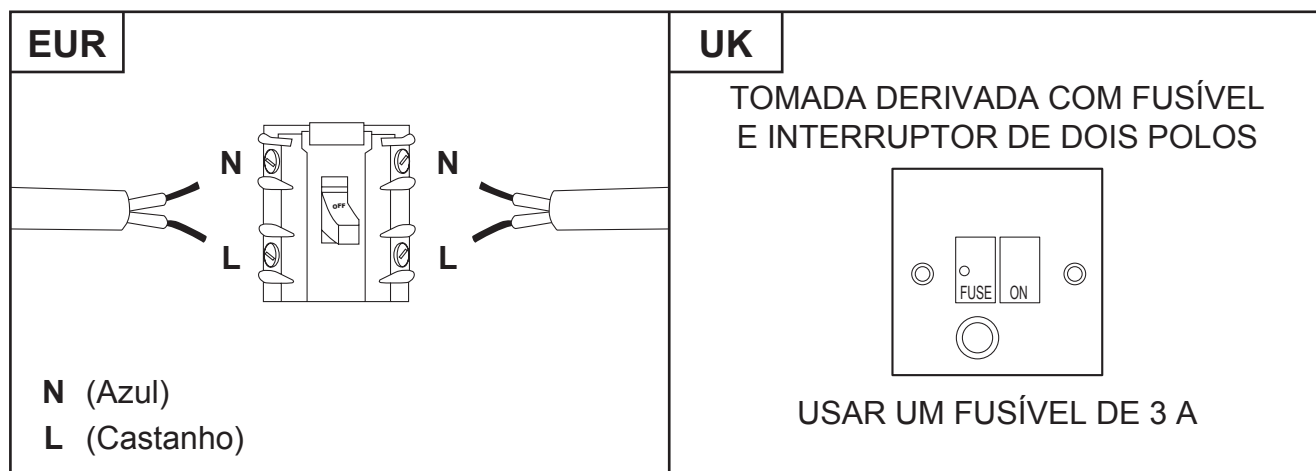 EUR
N
N
OFF
L
L
N (Azul)
L (Castanho)
UK
TOMADA DERIVADA COM FUSÍVEL
E INTERRUPTOR DE DOIS POLOS
FUSE ON
USAR UM FUSÍVEL DE 3 A